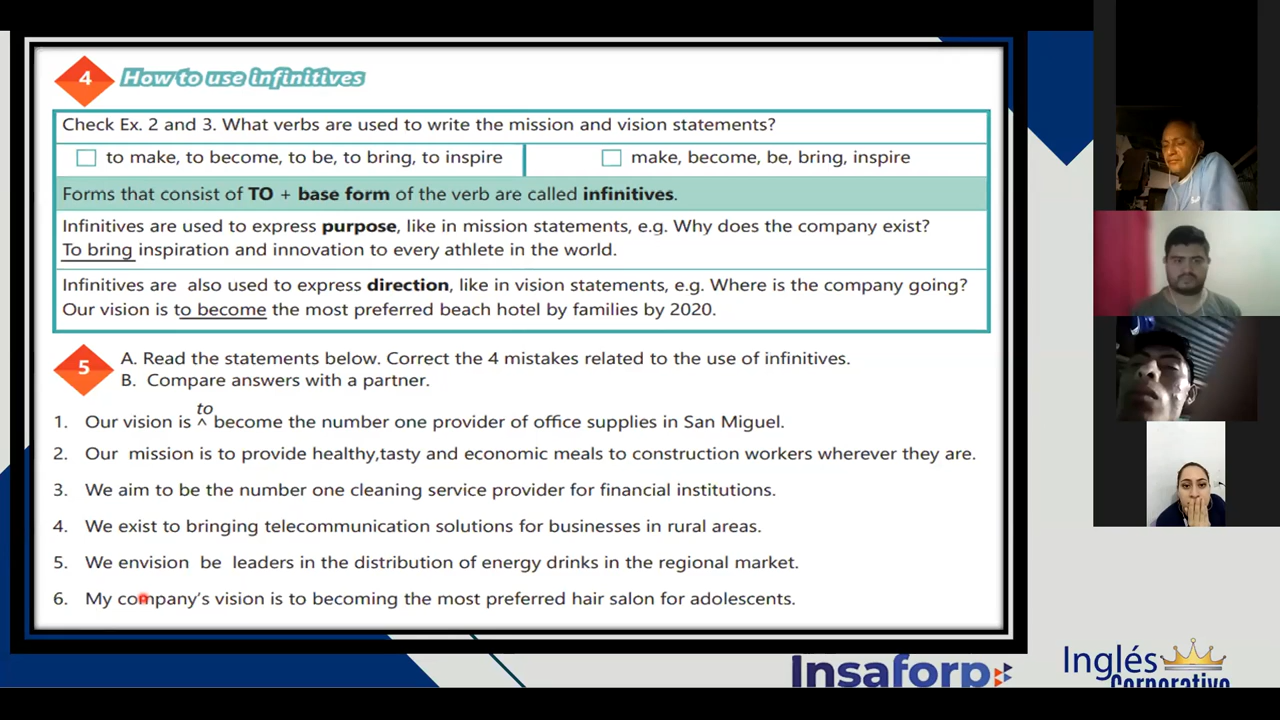 4 How to use infinitives
Check Ex. 2 and 3. What verbs are used to write the mission and vision statements?
to make, to become, to be, to bring, to inspire
make, become, be, bring, inspire
Forms that consist of TO + base form of the verb are called infinitives.
Infinitives are used to express purpose, like in mission statements, e.g. Why does the company exist?
To bring inspiration and innovation to every athlete in the world.
Infinitives are also used to express direction, like in vision statements, e.g. Where is the company going?
Our vision is to become the most preferred beach hotel by families by 2020.
5
A. Read the statements below. Correct the 4 mistakes related to the use of infinitives.
B. Compare answers with a partner.
to
1. Our vision is ^ become the number one provider of office supplies in San Miguel.
2. Our mission is to provide healthy,tasty and economic meals to construction workers wherever they are.
3. We aim to be the number one cleaning service provider for financial institutions.
4. We exist to bringing telecommunication solutions for businesses in rural areas.
5. We envision be leaders in the distribution of energy drinks in the regional market.
6. My company's vision is to becoming the most preferred hair salon for adolescents.
Insaforp
Inglés
Corporativo